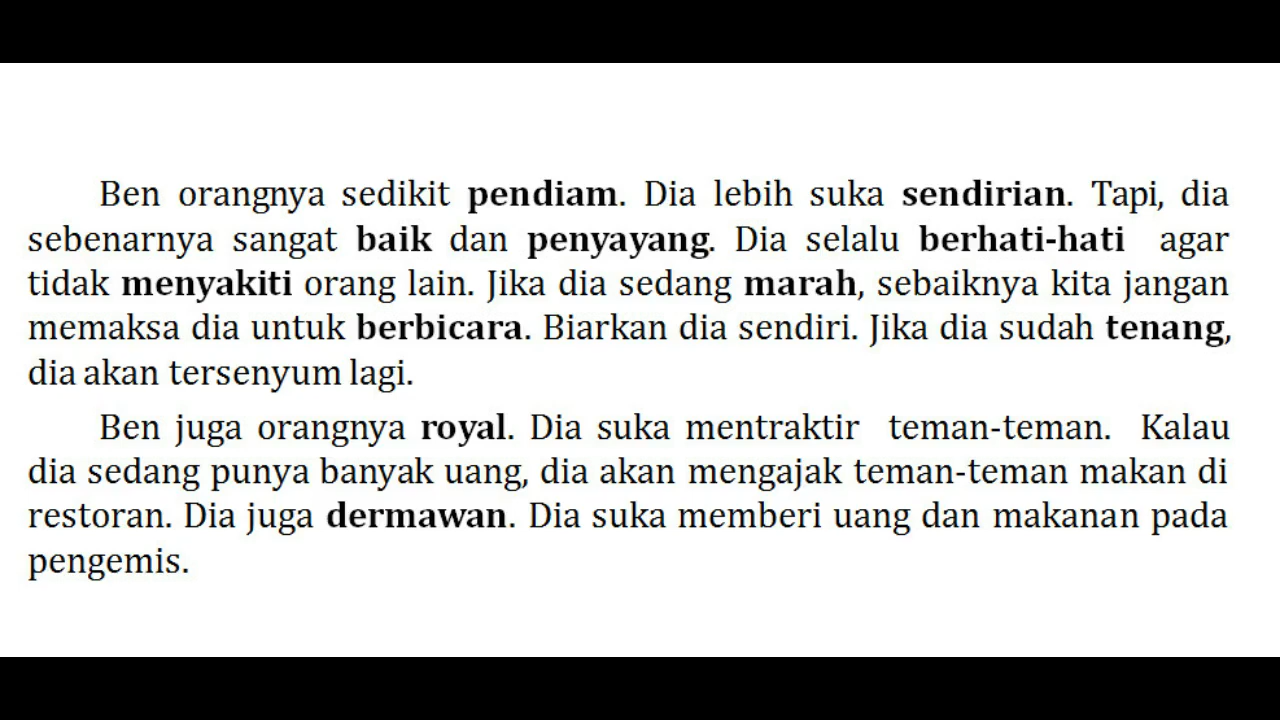 Ben orangnya sedikit pendiam. Dia lebih suka sendirian. Tapi, dia
sebenarnya sangat baik dan penyayang. Dia selalu berhati-hati agar
tidak menyakiti orang lain. Jika dia sedang marah, sebaiknya kita jangan
memaksa dia untuk berbicara. Biarkan dia sendiri. Jika dia sudah tenang,
dia akan tersenyum lagi.
Ben juga orangnya royal. Dia suka mentraktir teman-teman. Kalau
dia sedang punya banyak uang, dia akan mengajak teman-teman makan di
restoran. Dia juga dermawan. Dia suka memberi uang dan makanan pada
pengemis.